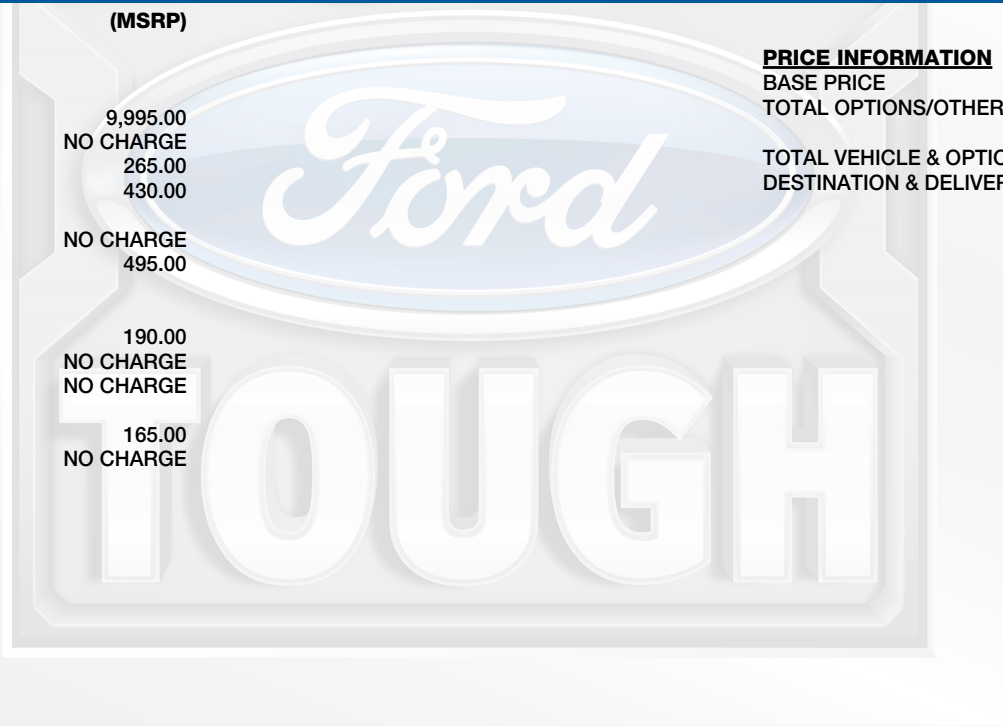 (MSRP)
9,995.00
NO CHARGE
265.00
430.00
NO CHARGE
495.00
190.00
NO CHARGE
NO CHARGE
165.00
NO CHARGE
PRICE INFORMATION
BASE PRICE
TOTAL OPTIONS/OTHER
TOTAL VEHICLE & OPTIO
DESTINATION & DELIVER
Ford
TOUGH